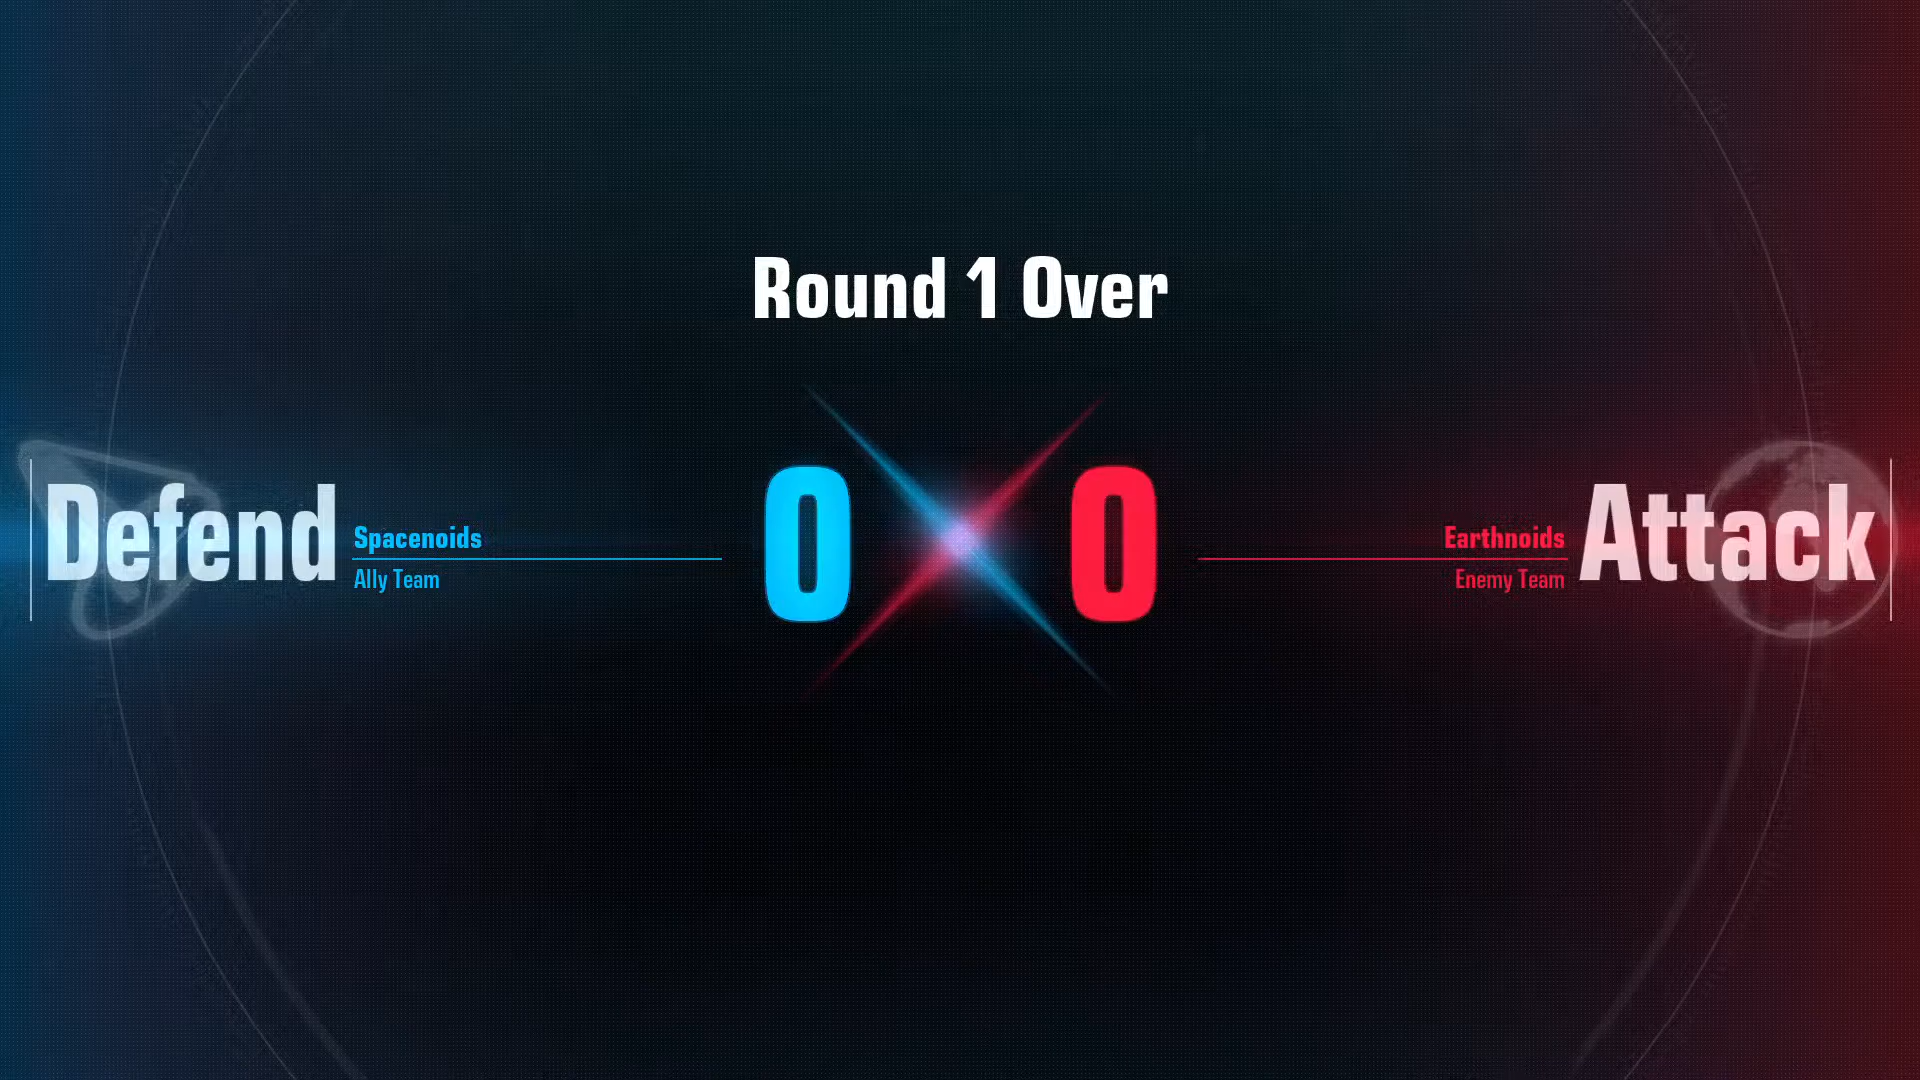 Round 1 Over
Defend
Spacenoids
Ally Team
0
0
Earthnoids
Enemy Team
Attack